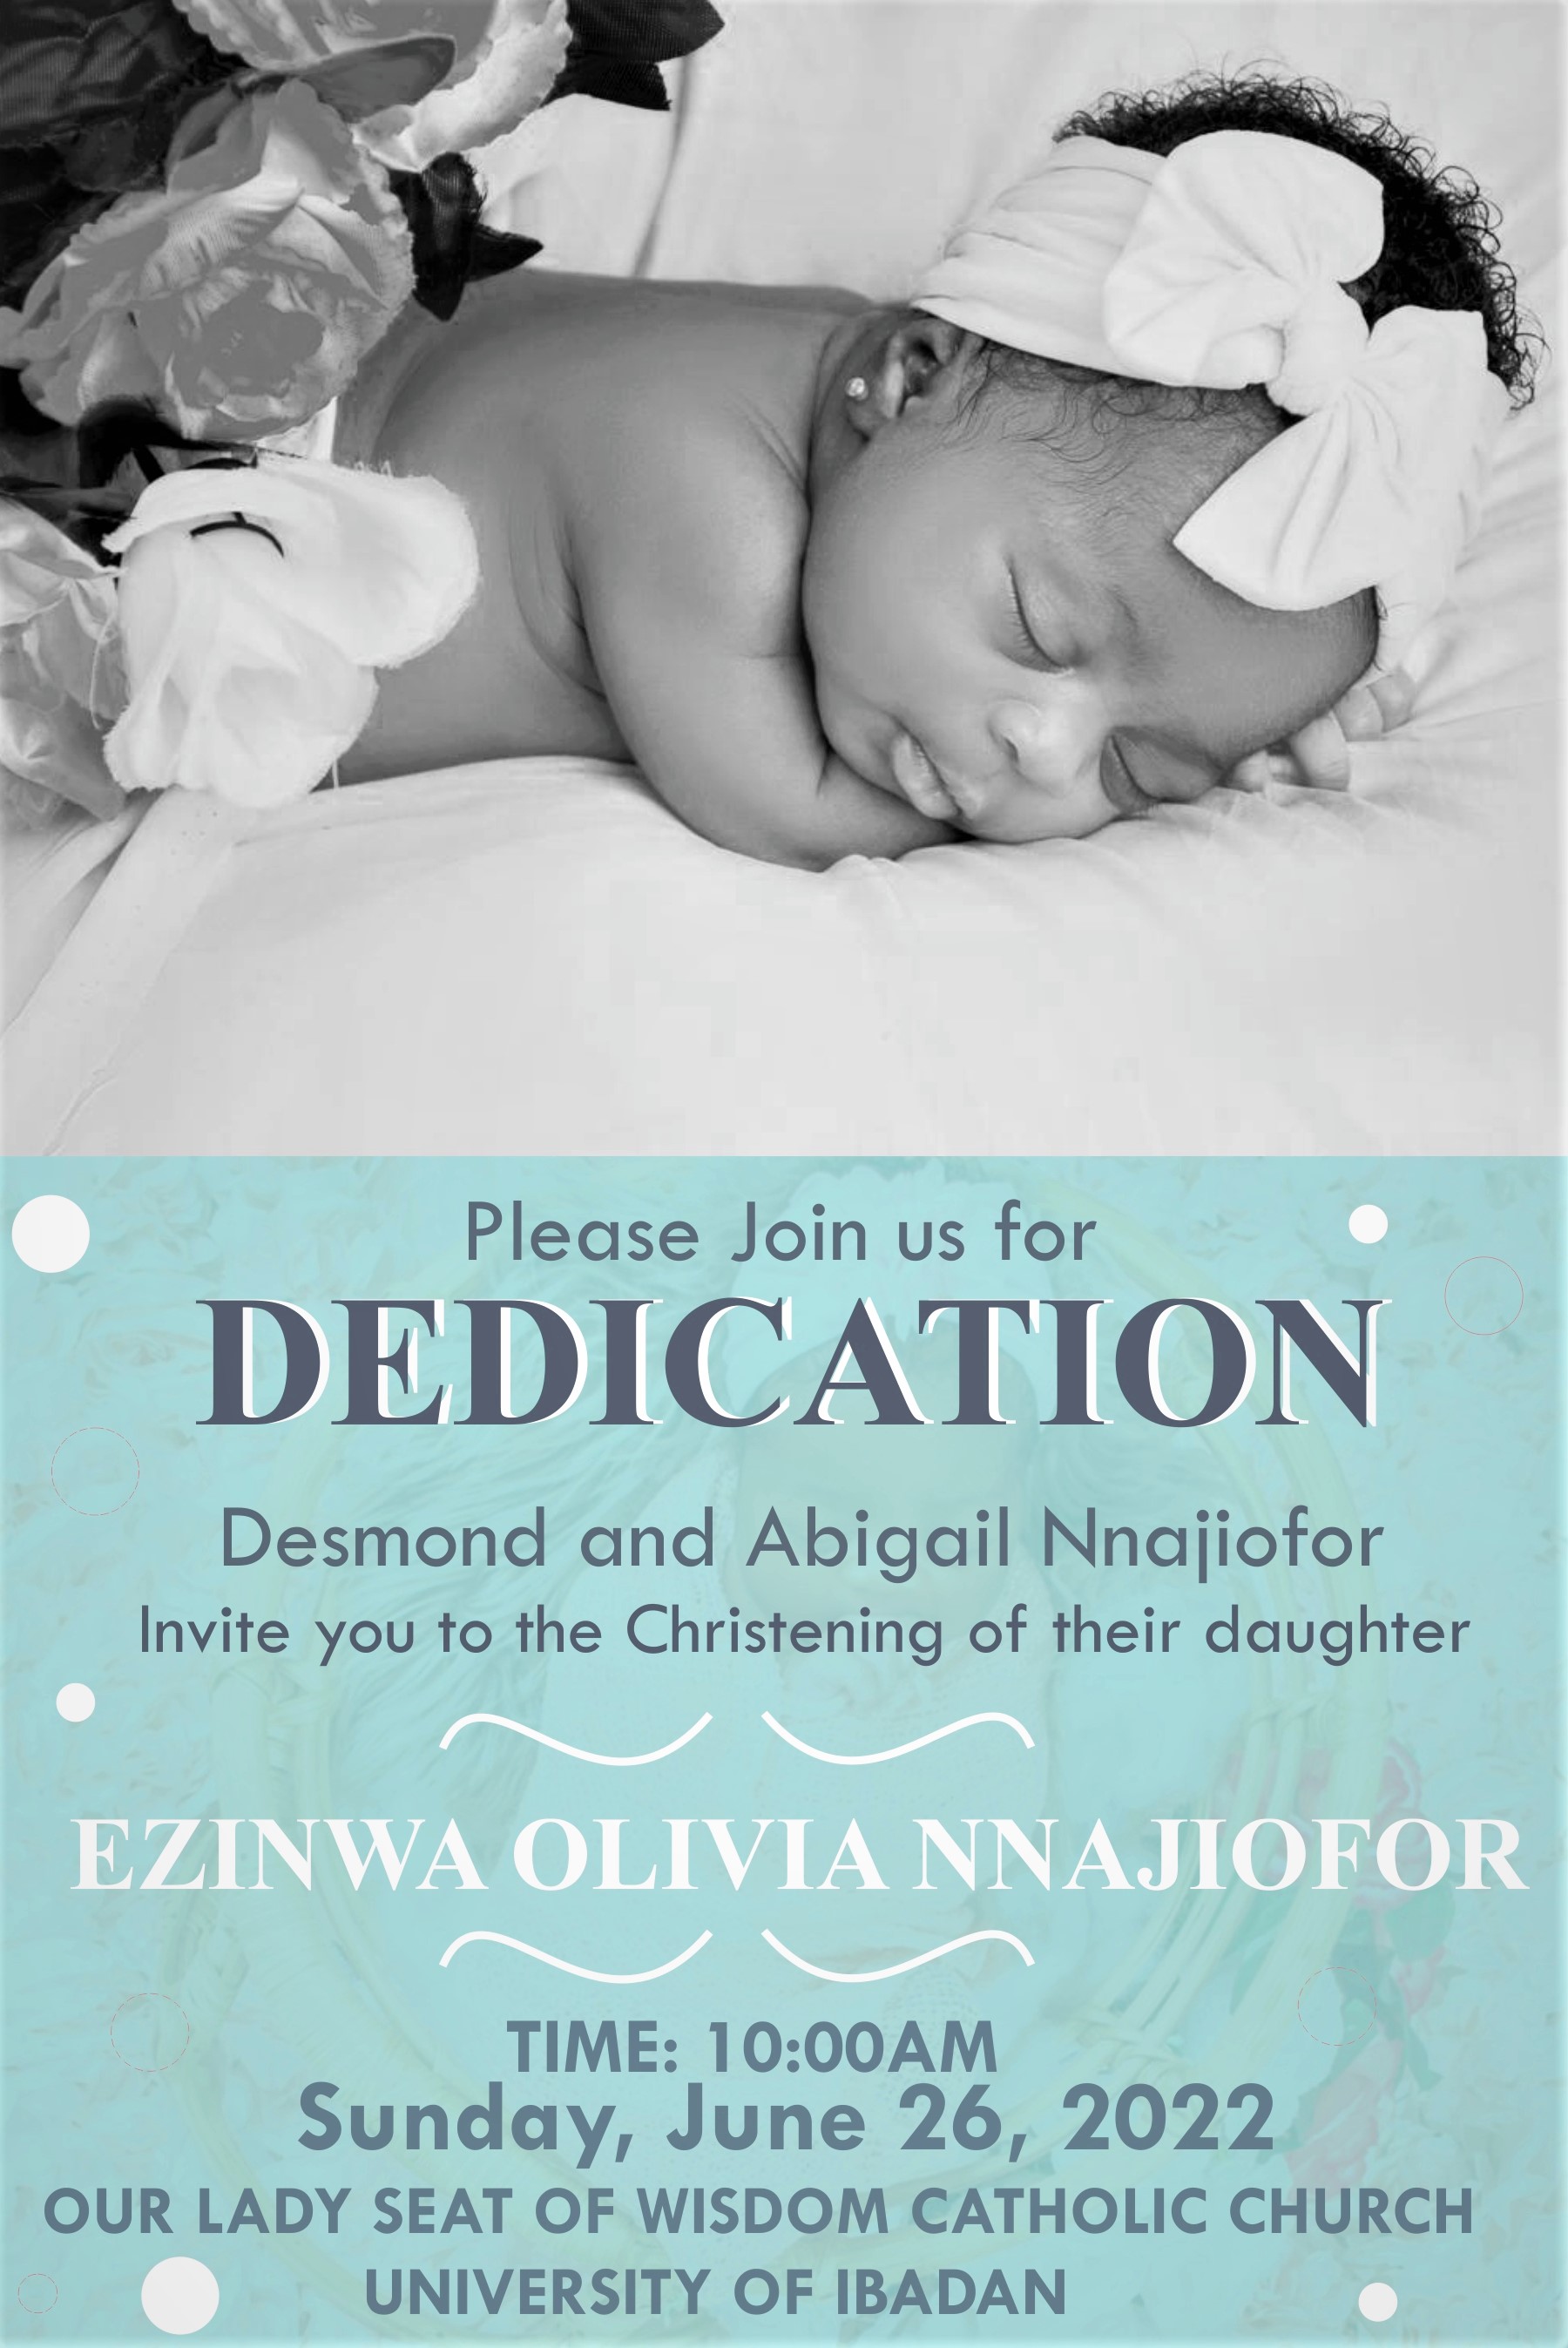 Please Join us for
DEDICATION
Desmond and Abigail Nnajiofor
Invite you to the Christening of their daughter
EZINWA OLIVIA NNAJIOFOR
TIME: 10:00AM
Sunday, June 26, 2022
OUR LADY SEAT OF WISDOM CATHOLIC CHURCH
UNIVERSITY OF IBADAN